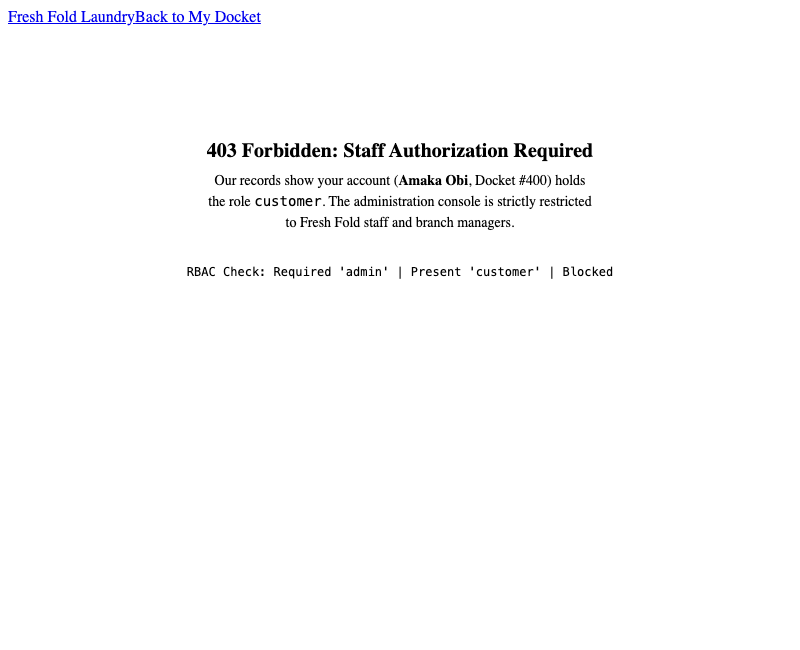 Fresh Fold LaundryBack to My Docket
403 Forbidden: Staff Authorization Required
Our records show your account (Amaka Obi, Docket #400) holds
the role customer. The administration console is strictly restricted
to Fresh Fold staff and branch managers.
RBAC Check: Required 'admin' | Present 'customer' | Blocked